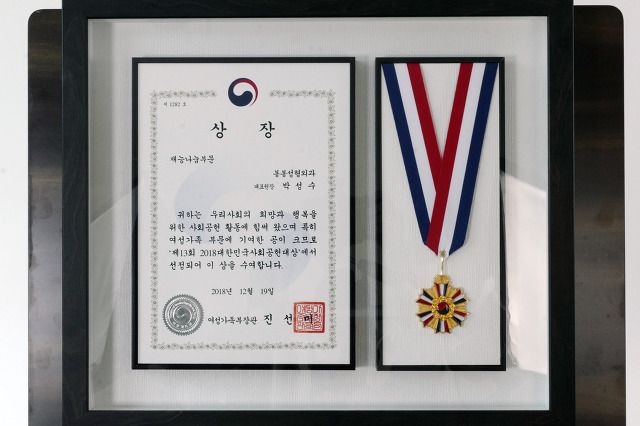 제 1282 호
상 장
재능나눔부문
봉봉성형외과
대표원장 박 성 수
귀하는 우리사회의 희망과 행복을
위한 사회공헌 활동에 힘써 왔으며 특히
여성가족 부문에 기여한 공이 크므로
'제13회 2018대한민국사회공헌대상'에서
선정되어 이 상을 수여합니다.
2018년 12월 19일
여성가족부장관 진 선 미